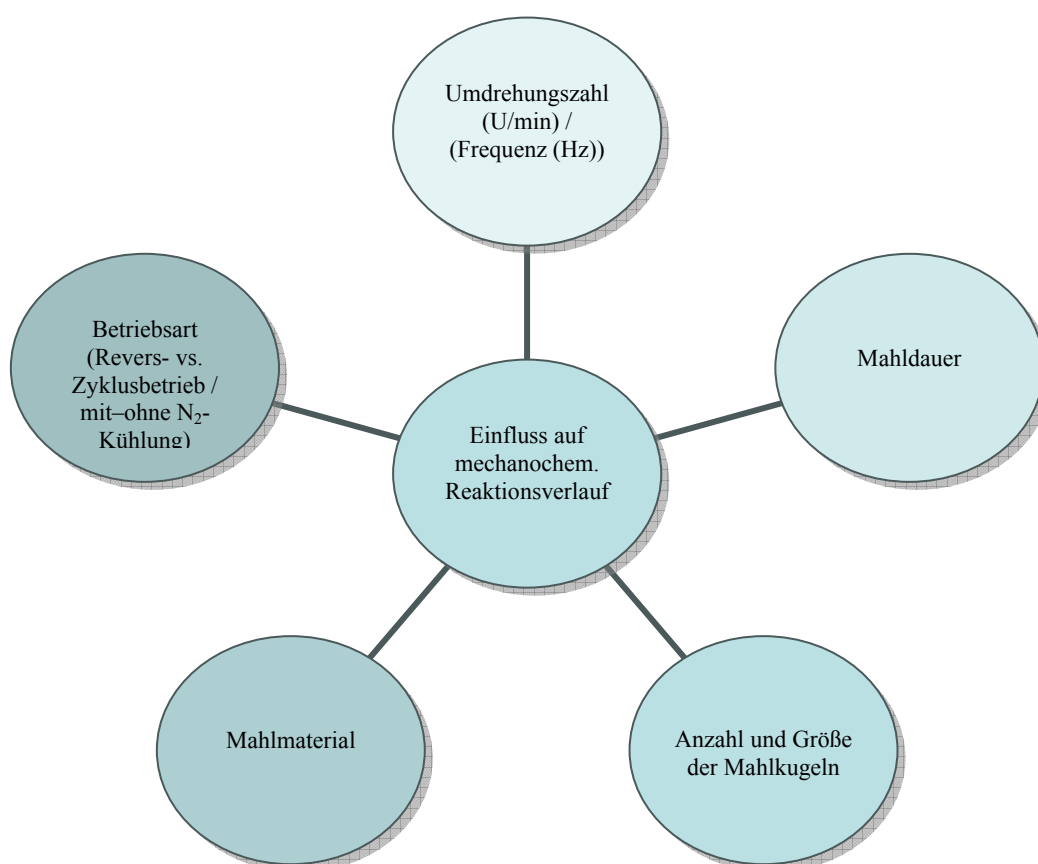 Umdrehungszahl
(U/min) /
(Frequenz (Hz))
Betriebsart
(Revers- vs.
Zyklusbetrieb /
mit–ohne N₂-
Kühlung)
Mahldauer
Einfluss auf
mechanochem.
Reaktionsverlauf
Mahlmaterial
Anzahl und Größe
der Mahlkugeln